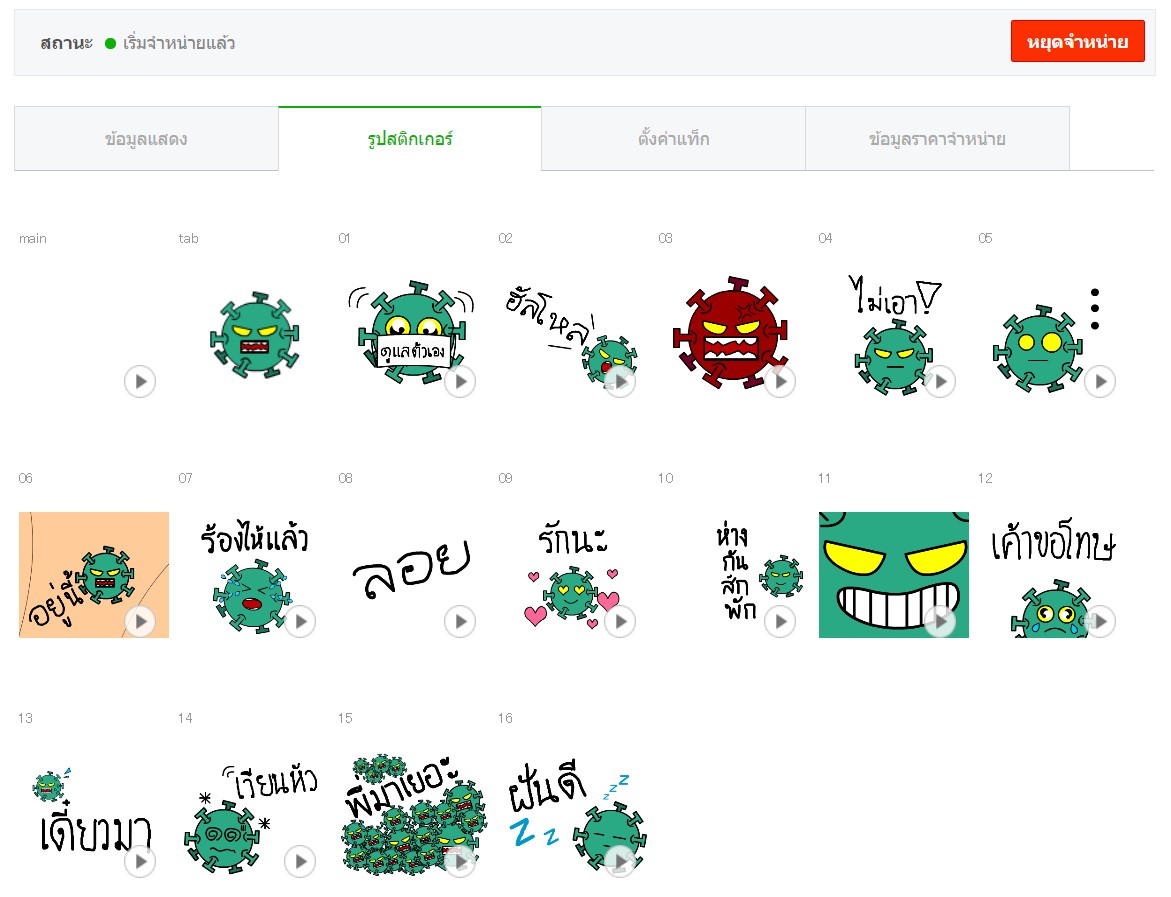 สถานะ เริ่มจำหน่ายแล้ว หยุดจำหน่าย
ข้อมูลแสดง รูปสติกเกอร์ ตั้งค่าแท็ก ข้อมูลราคาจำหน่าย
main tab 01 02 03 04 05
ดูแลตัวเอง
ฮัลโหล่
ไม่เอา!
06 07 08 09 10 11 12
อยู่นี้
ร้องไห้แล้ว
ลอย
รักนะ
ห่าง
กัน
สัก
พัก
เค้าขอโทษ
13 14 15 16
เดี๋ยวมา
เวียนหัว
พี่มาเยอะ
ฝันดี
z z z
z z